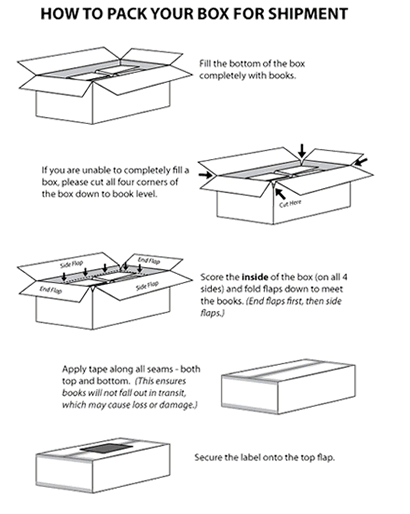 HOW TO PACK YOUR BOX FOR SHIPMENT
Fill the bottom of the box
completely with books.
If you are unable to completely fill a
box, please cut all four corners of
the box down to book level.
Cut Here
Side Flap
End Flap
End Flap
Side Flap
Score the inside of the box (on all 4
sides) and fold flaps down to meet
the books. (End flaps first, then side
flaps.)
Apply tape along all seams - both
top and bottom. (This ensures
books will not fall out in transit,
which may cause loss or damage.)
Secure the label onto the top flap.